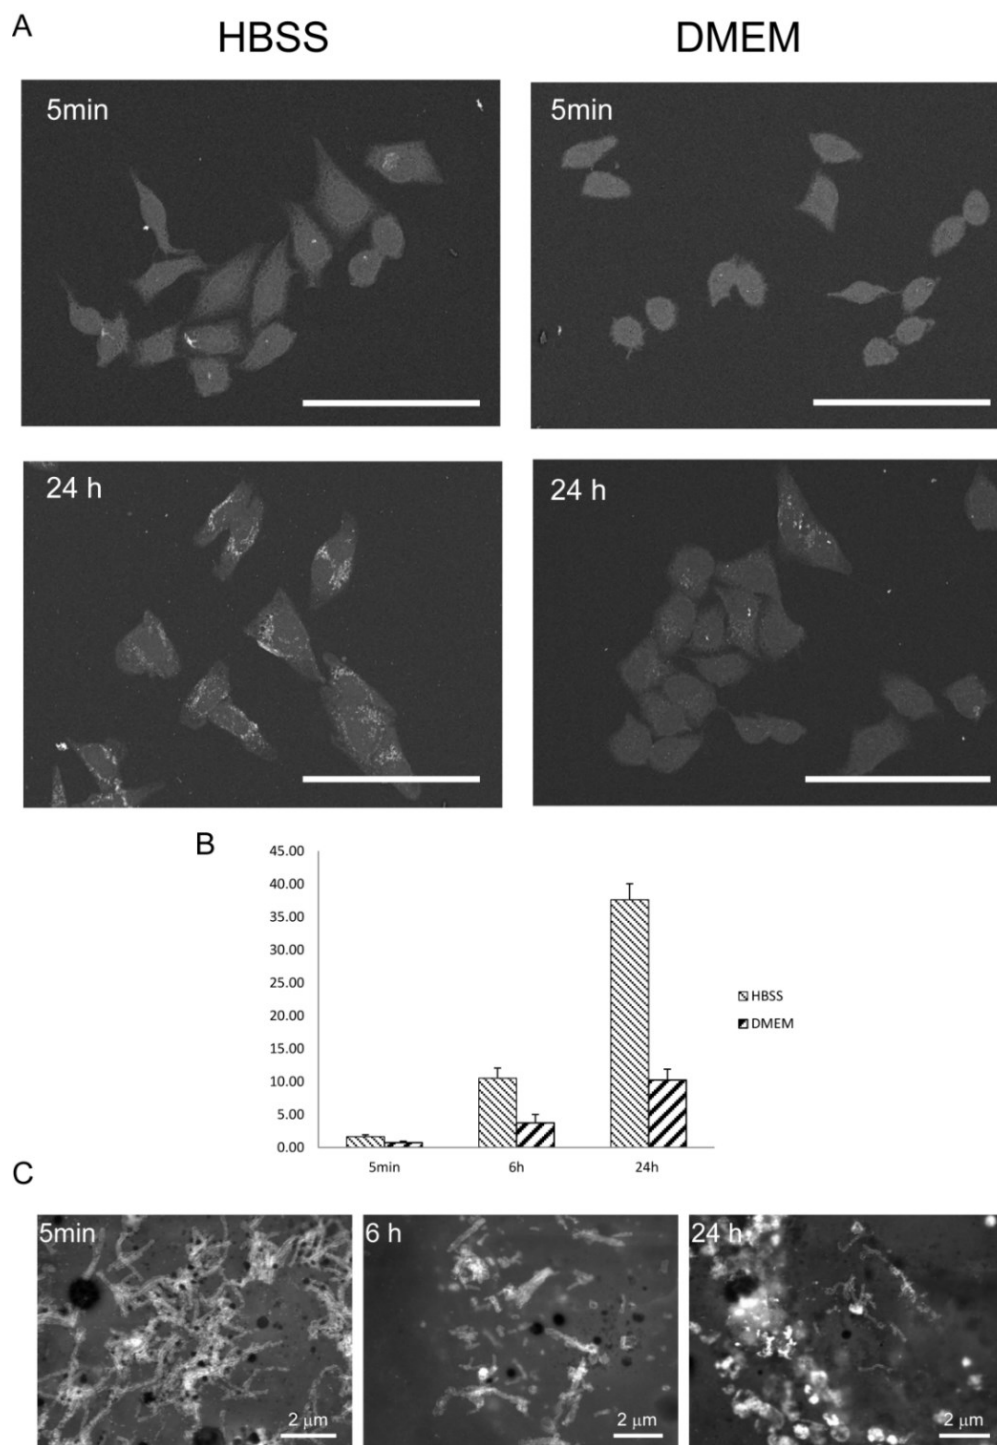 A
HBSS
DMEM
5min
5min
24 h
24 h
B
45.00
40.00
35.00
30.00
25.00
20.00
15.00
10.00
5.00
0.00
HBSS
DMEM
5min
6h
24h
C
5min
6 h
24 h
2 μm
2 μm
2 μm